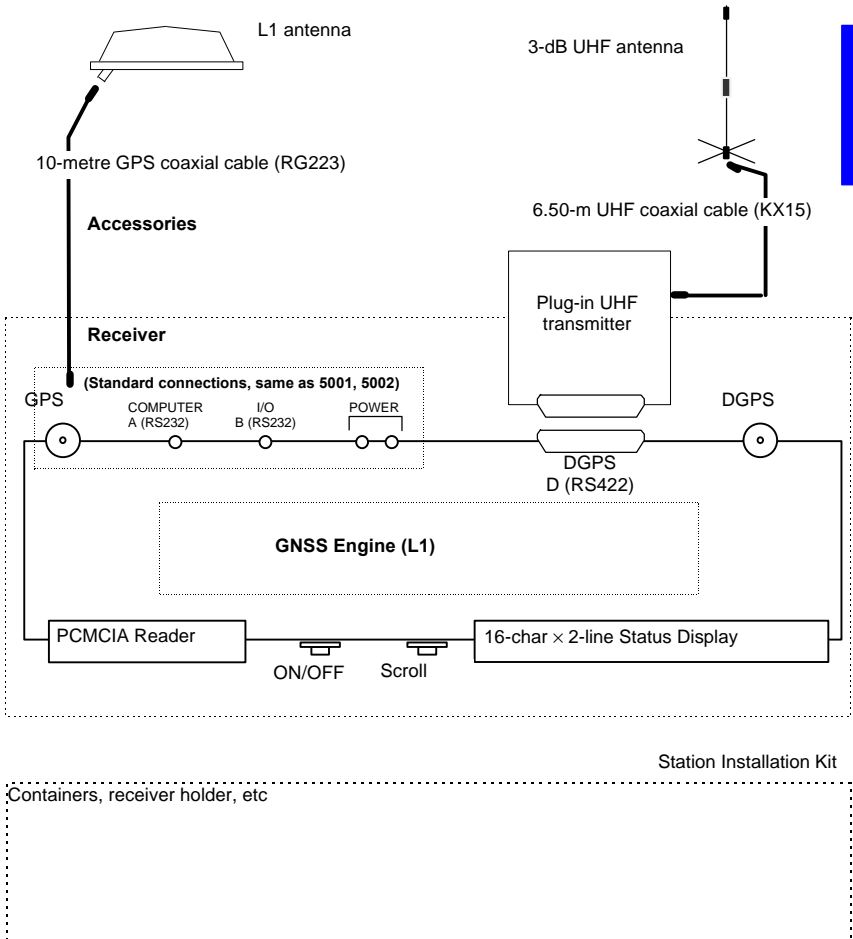 L1 antenna
3-dB UHF antenna
10-metre GPS coaxial cable (RG223)
6.50-m UHF coaxial cable (KX15)
Accessories
Plug-in UHF
transmitter
Receiver
(Standard connections, same as 5001, 5002)
GPS
COMPUTER
A (RS232)
I/O
B (RS232)
POWER
DGPS
DGPS
D (RS422)
GNSS Engine (L1)
PCMCIA Reader
16-char × 2-line Status Display
ON/OFF
Scroll
Station Installation Kit
Containers, receiver holder, etc